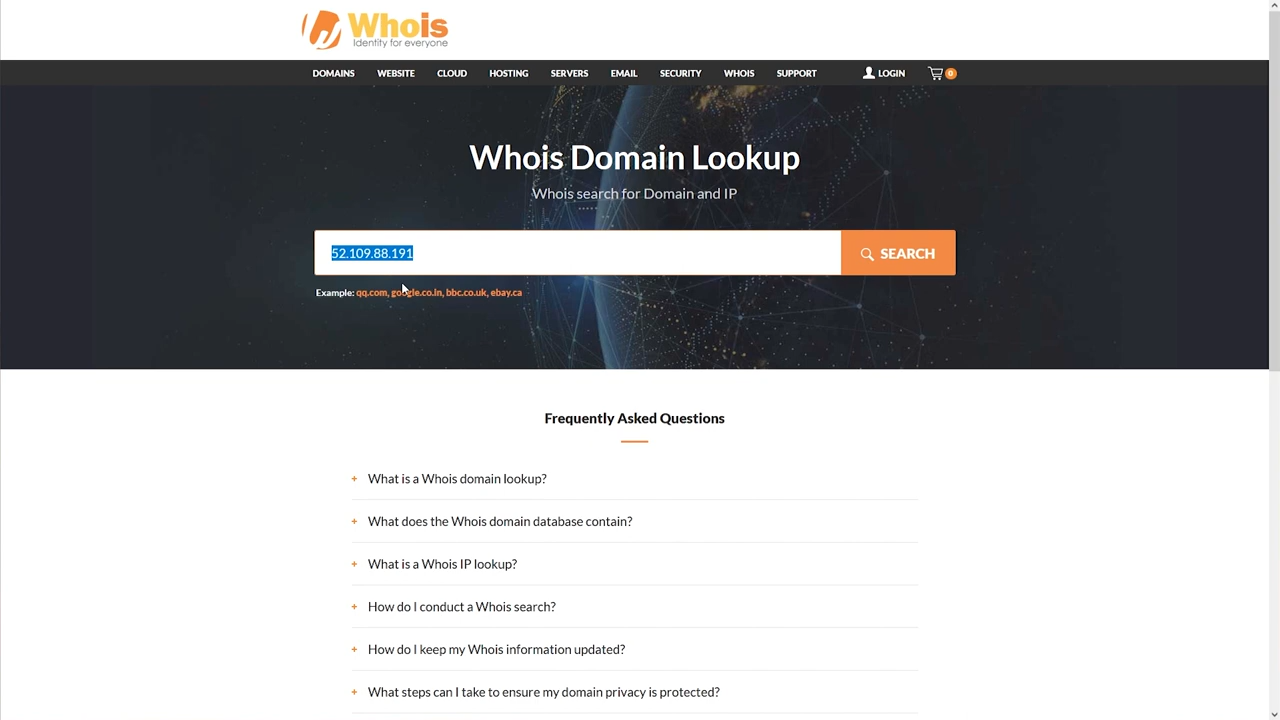 Whois
Identity for everyone
DOMAINS WEBSITE CLOUD HOSTING SERVERS EMAIL SECURITY WHOIS SUPPORT LOGIN 0
Whois Domain Lookup
Whois search for Domain and IP
52.109.88.191
SEARCH
Example: qq.com, google.co.in, bbc.co.uk, ebay.ca
Frequently Asked Questions
+ What is a Whois domain lookup?
+ What does the Whois domain database contain?
+ What is a Whois IP lookup?
+ How do I conduct a Whois search?
+ How do I keep my Whois information updated?
+ What steps can I take to ensure my domain privacy is protected?